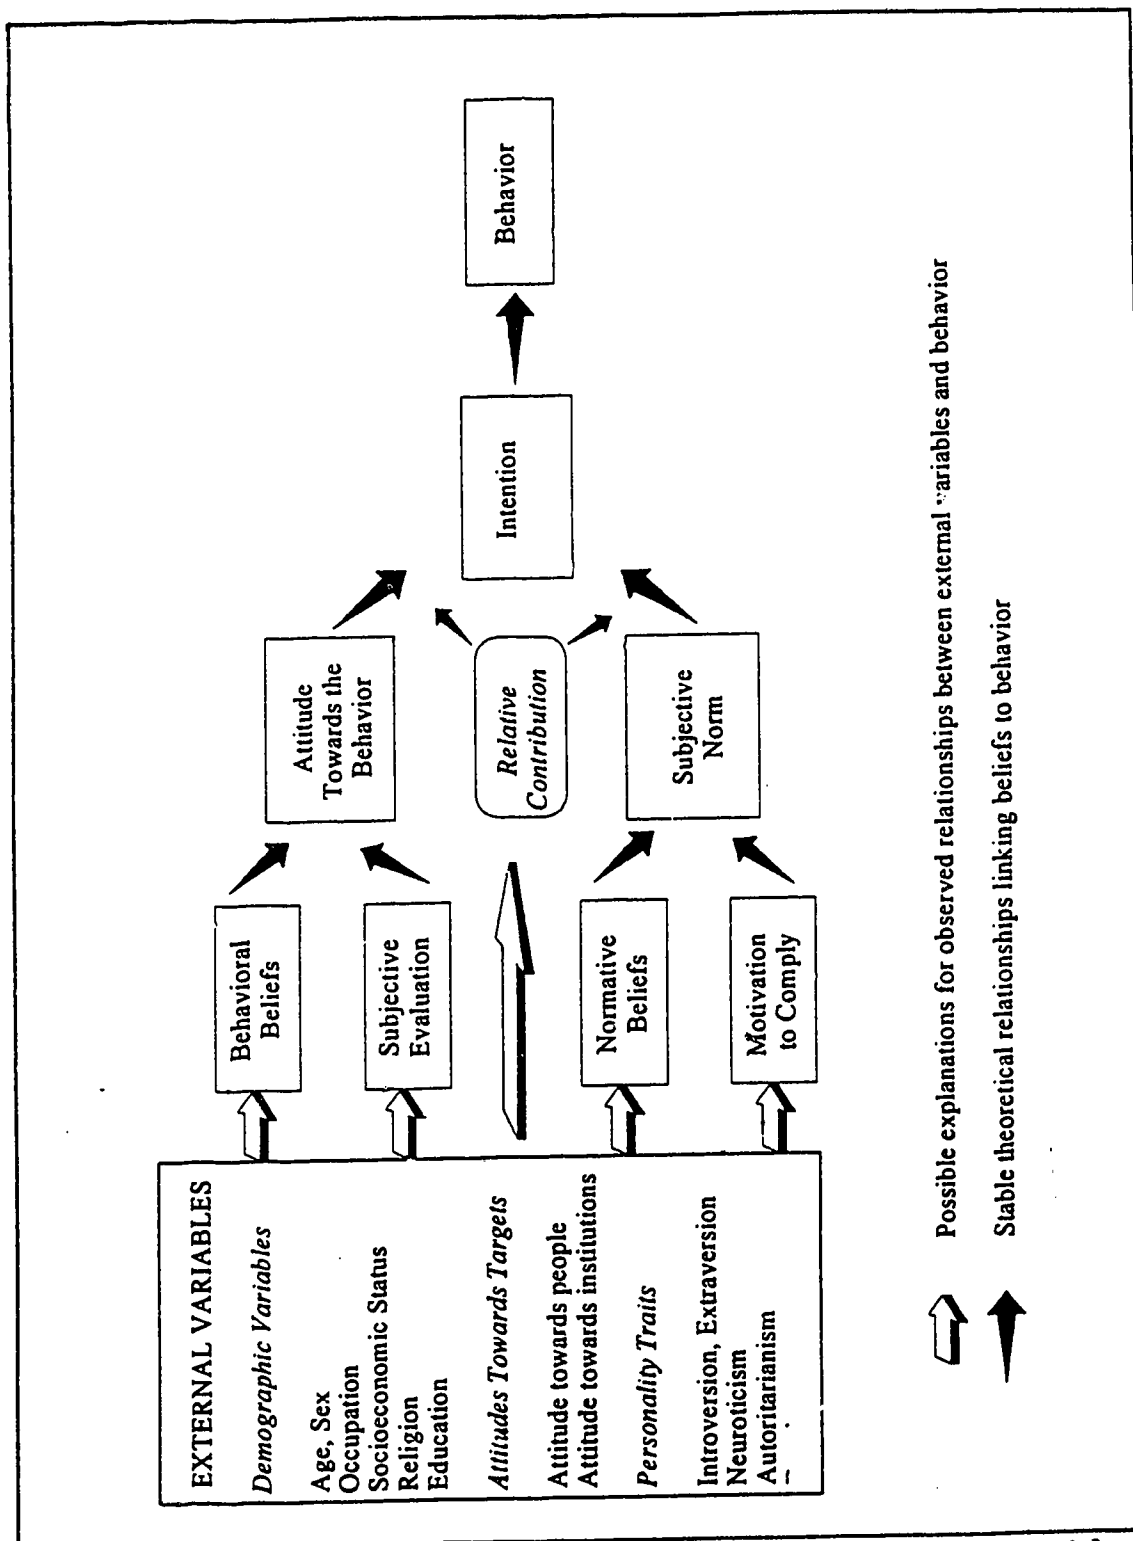 EXTERNAL VARIABLES
Demographic Variables
Age, Sex
Occupation
Socioeconomic Status
Religion
Education
Attitudes Towards Targets
Attitude towards people
Attitude towards institutions
Personality Traits
Introversion, Extraversion
Neuroticism
Autoritarianism
Behavioral
Beliefs
Subjective
Evaluation
Normative
Beliefs
Motivation
to Comply
Attitude
Towards the
Behavior
Relative
Contribution
Subjective
Norm
Intention
Behavior
Possible explanations for observed relationships between external variables and behavior
Stable theoretical relationships linking beliefs to behavior